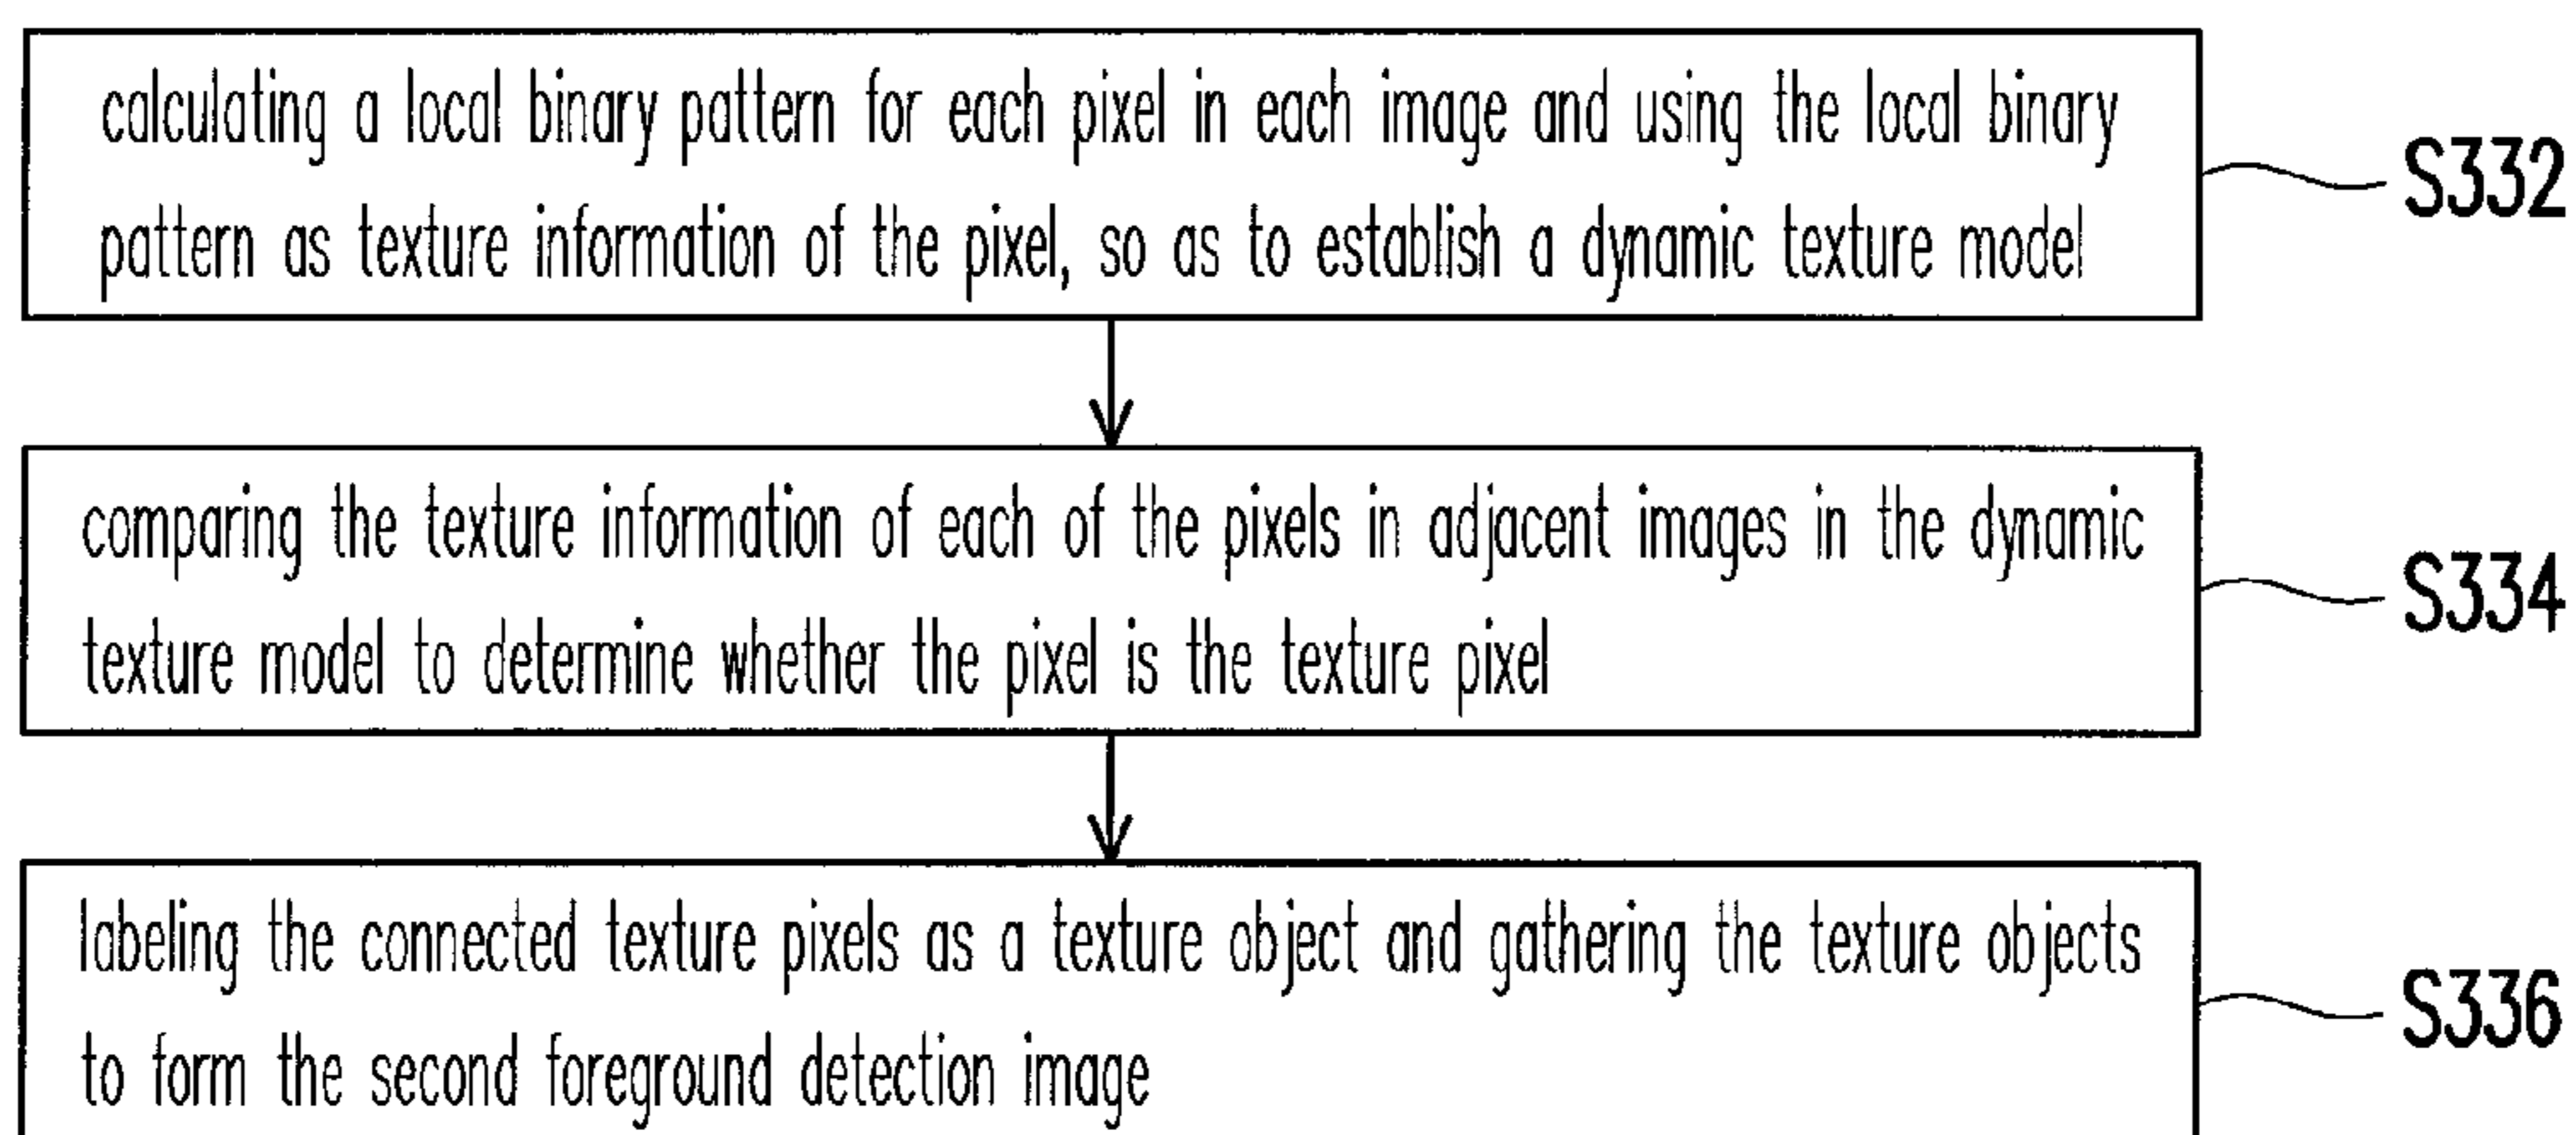 calculating a local binary pattern for each pixel in each image and using the local binary
pattern as texture information of the pixel, so as to establish a dynamic texture model
S332
comparing the texture information of each of the pixels in adjacent images in the dynamic
texture model to determine whether the pixel is the texture pixel
S334
labeling the connected texture pixels as a texture object and gathering the texture objects
to form the second foreground detection image
S336